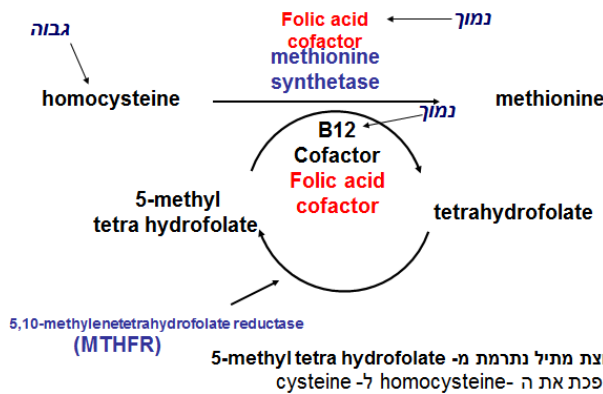 גבוה
Folic acid
cofactor
נמוך
methionine
synthetase
homocysteine
methionine
נמוך
B12
Cofactor
Folic acid
cofactor
5-methyl
tetra hydrofolate
tetrahydrofolate
5,10-methylenetetrahydrofolate reductase
(MTHFR)
מתיל נתרמת מ- 5-methyl tetra hydrofolate
את ה -homocysteine ל- cysteine